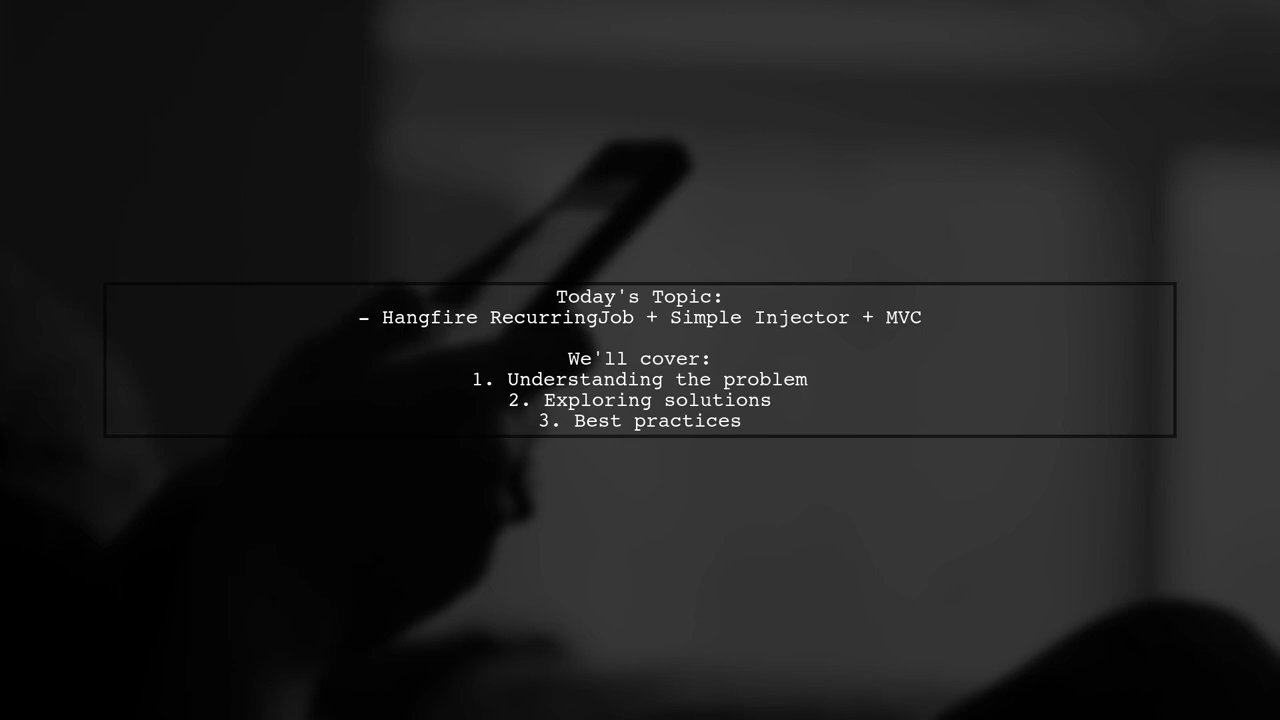 Today's Topic:
- Hangfire RecurringJob + Simple Injector + MVC
We'll cover:
1. Understanding the problem
2. Exploring solutions
3. Best practices